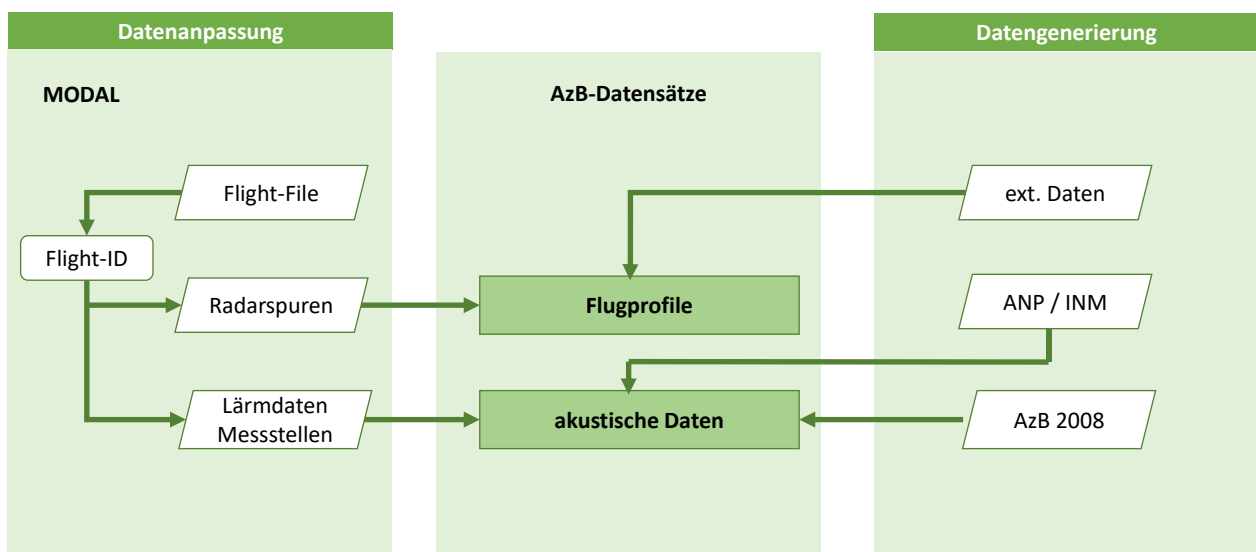 Datenanpassung
Datengenerierung
MODAL
AzB-Datensätze
Flight-File
ext. Daten
Flight-ID
Radarspuren
Flugprofile
ANP / INM
Lärmdaten
Messstellen
akustische Daten
AzB 2008